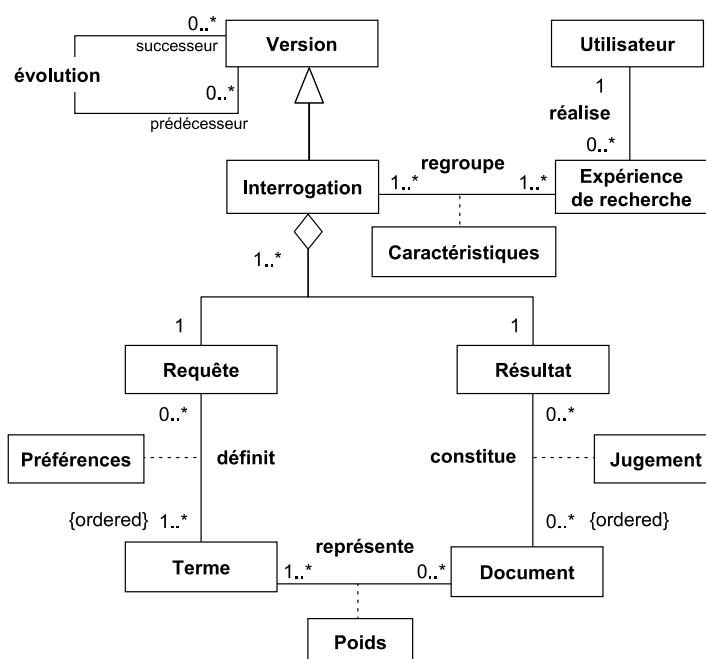 0..*
Version
Utilisateur
successeur
évolution
0..*
prédécesseur
1
réalise
0..*
regroupe
Interrogation
1..*
1..*
Expérience
de recherche
Caractéristiques
1..*
1
1
Requête
Résultat
0..*
0..*
Préférences
définit
constitue
Jugement
{ordered}
1..*
0..*
{ordered}
représente
Terme
1..*
0..*
Document
Poids